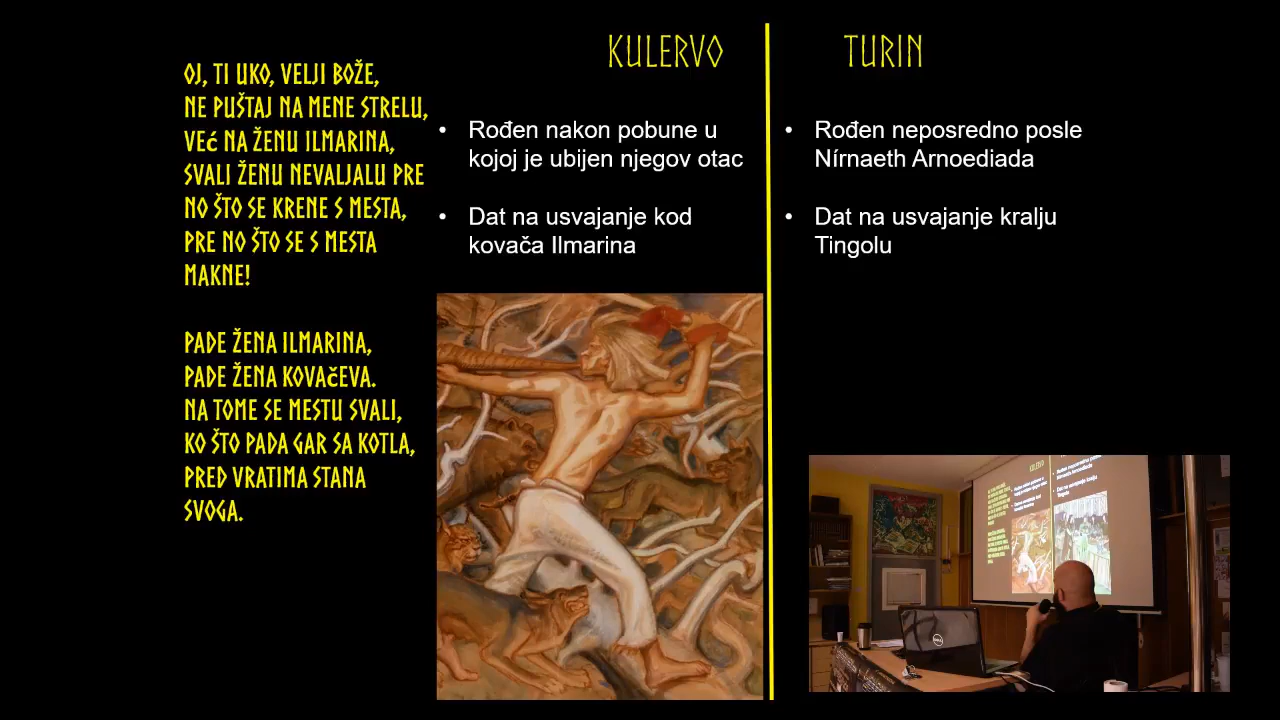 OJ, TI UKO, VELJI BOŽE,
NE PUŠTAJ NA MENE STRELU,
VEĆ NA ŽENU ILMARINA,
SVALI ŽENU NEVALJALU PRE
NO ŠTO SE KRENE S MESTA,
PRE NO ŠTO SE S MESTA
MAKNE!
PADE ŽENA ILMARINA,
PADE ŽENA KOVAČEVA.
NA TOME SE MESTU SVALI,
KO ŠTO PADA GAR SA KOTLA,
PRED VRATIMA STANA
SVOGA.
KULERVO
• Rođen nakon pobune u
kojoj je ubijen njegov otac
• Dat na usvajanje kod
kovača Ilmarina
TURIN
• Rođen neposredno posle
Nírnaeth Arnoediada
• Dat na usvajanje kralju
Tingolu
KULERVO
DELL